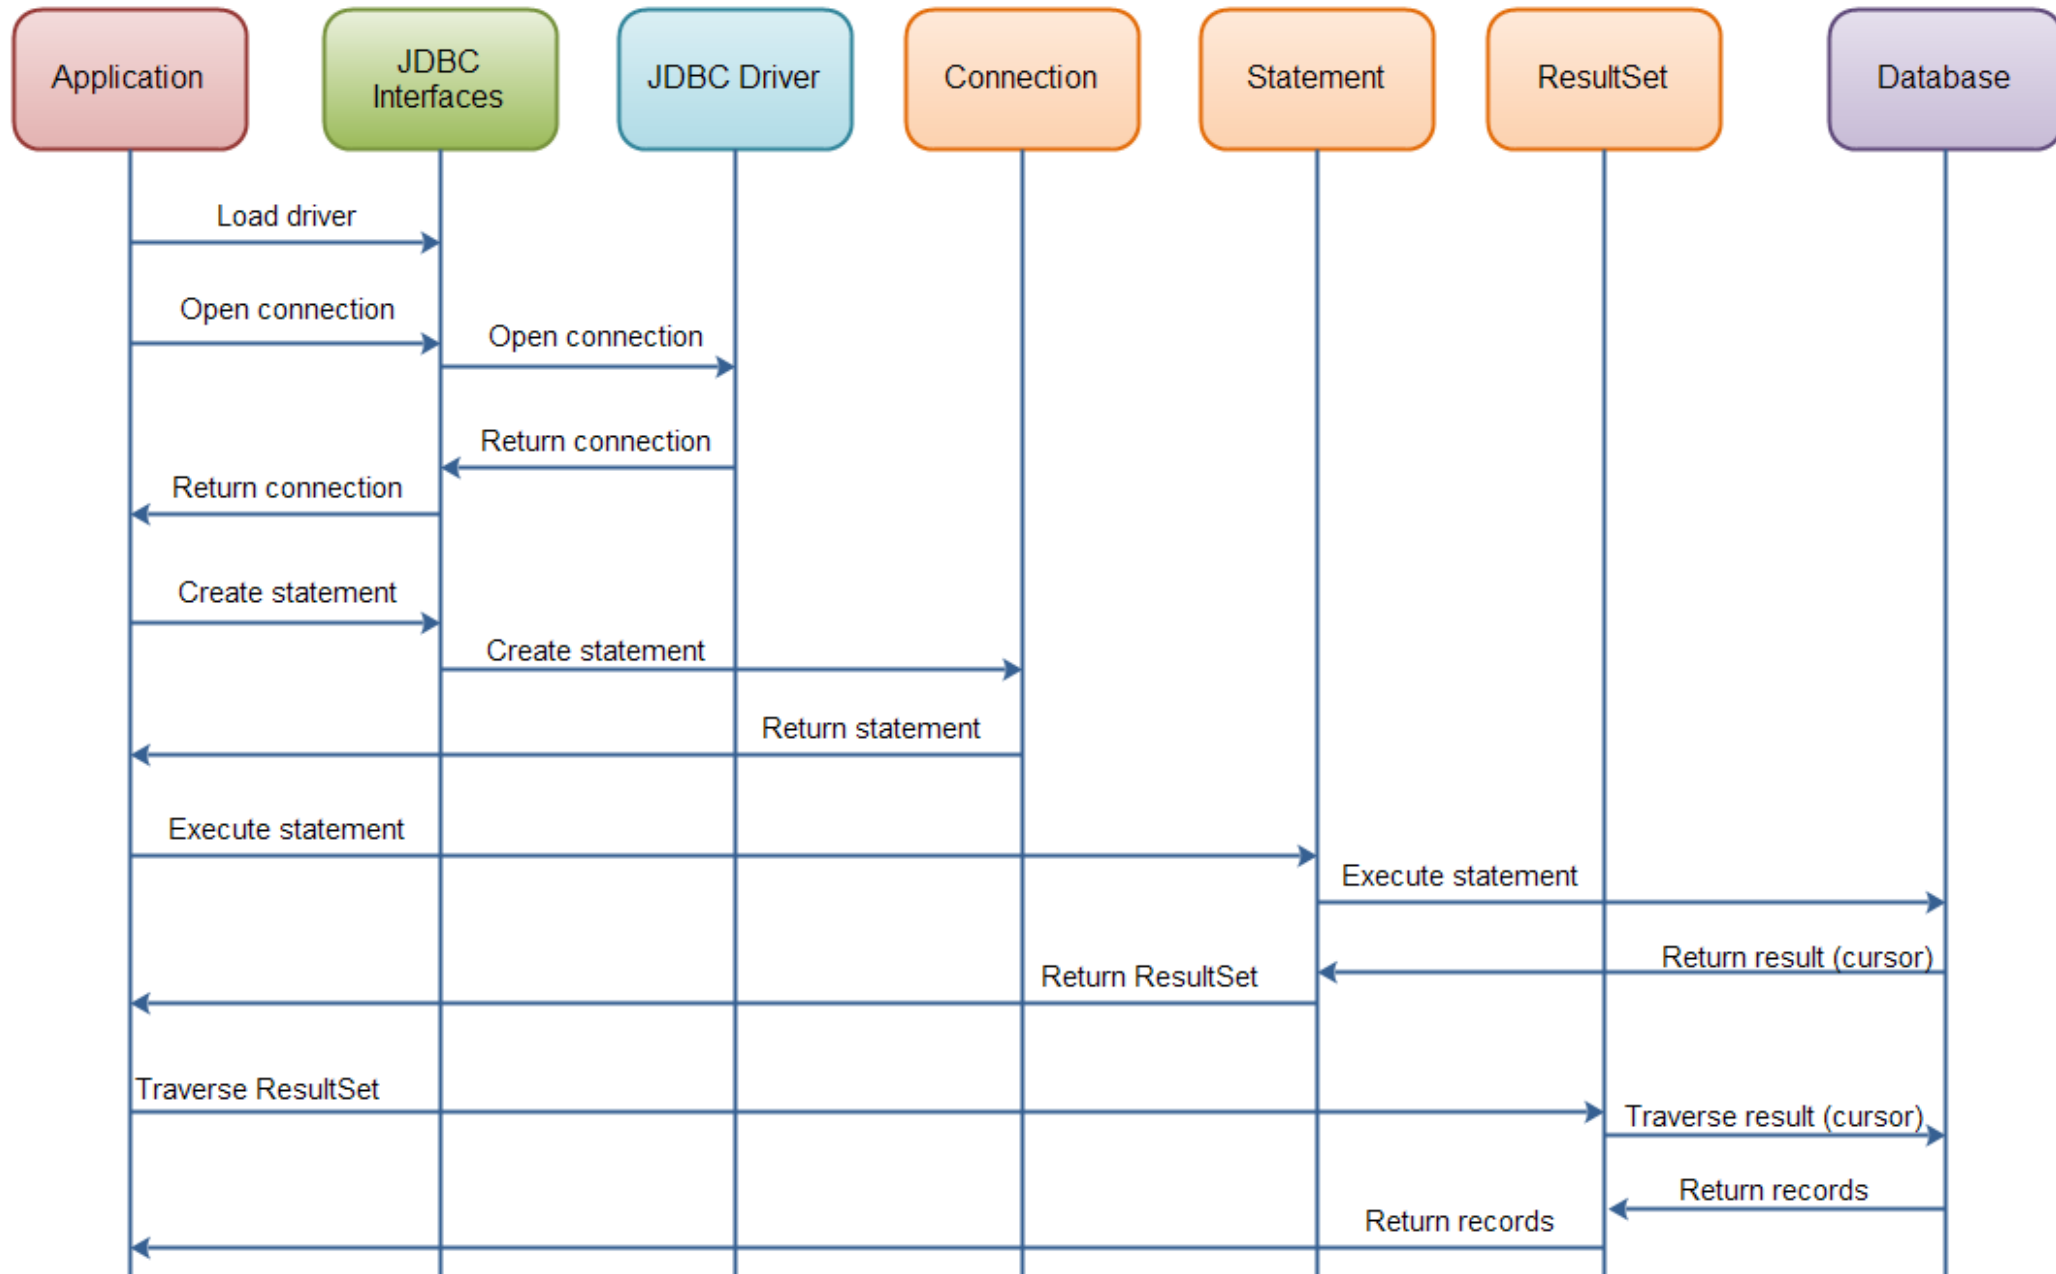 Application
JDBC
Interfaces
JDBC Driver
Connection
Statement
ResultSet
Database
Load driver
Open connection
Open connection
Return connection
Return connection
Create statement
Create statement
Return statement
Execute statement
Execute statement
Return result (cursor)
Return ResultSet
Traverse ResultSet
Traverse result (cursor)
Return records
Return records